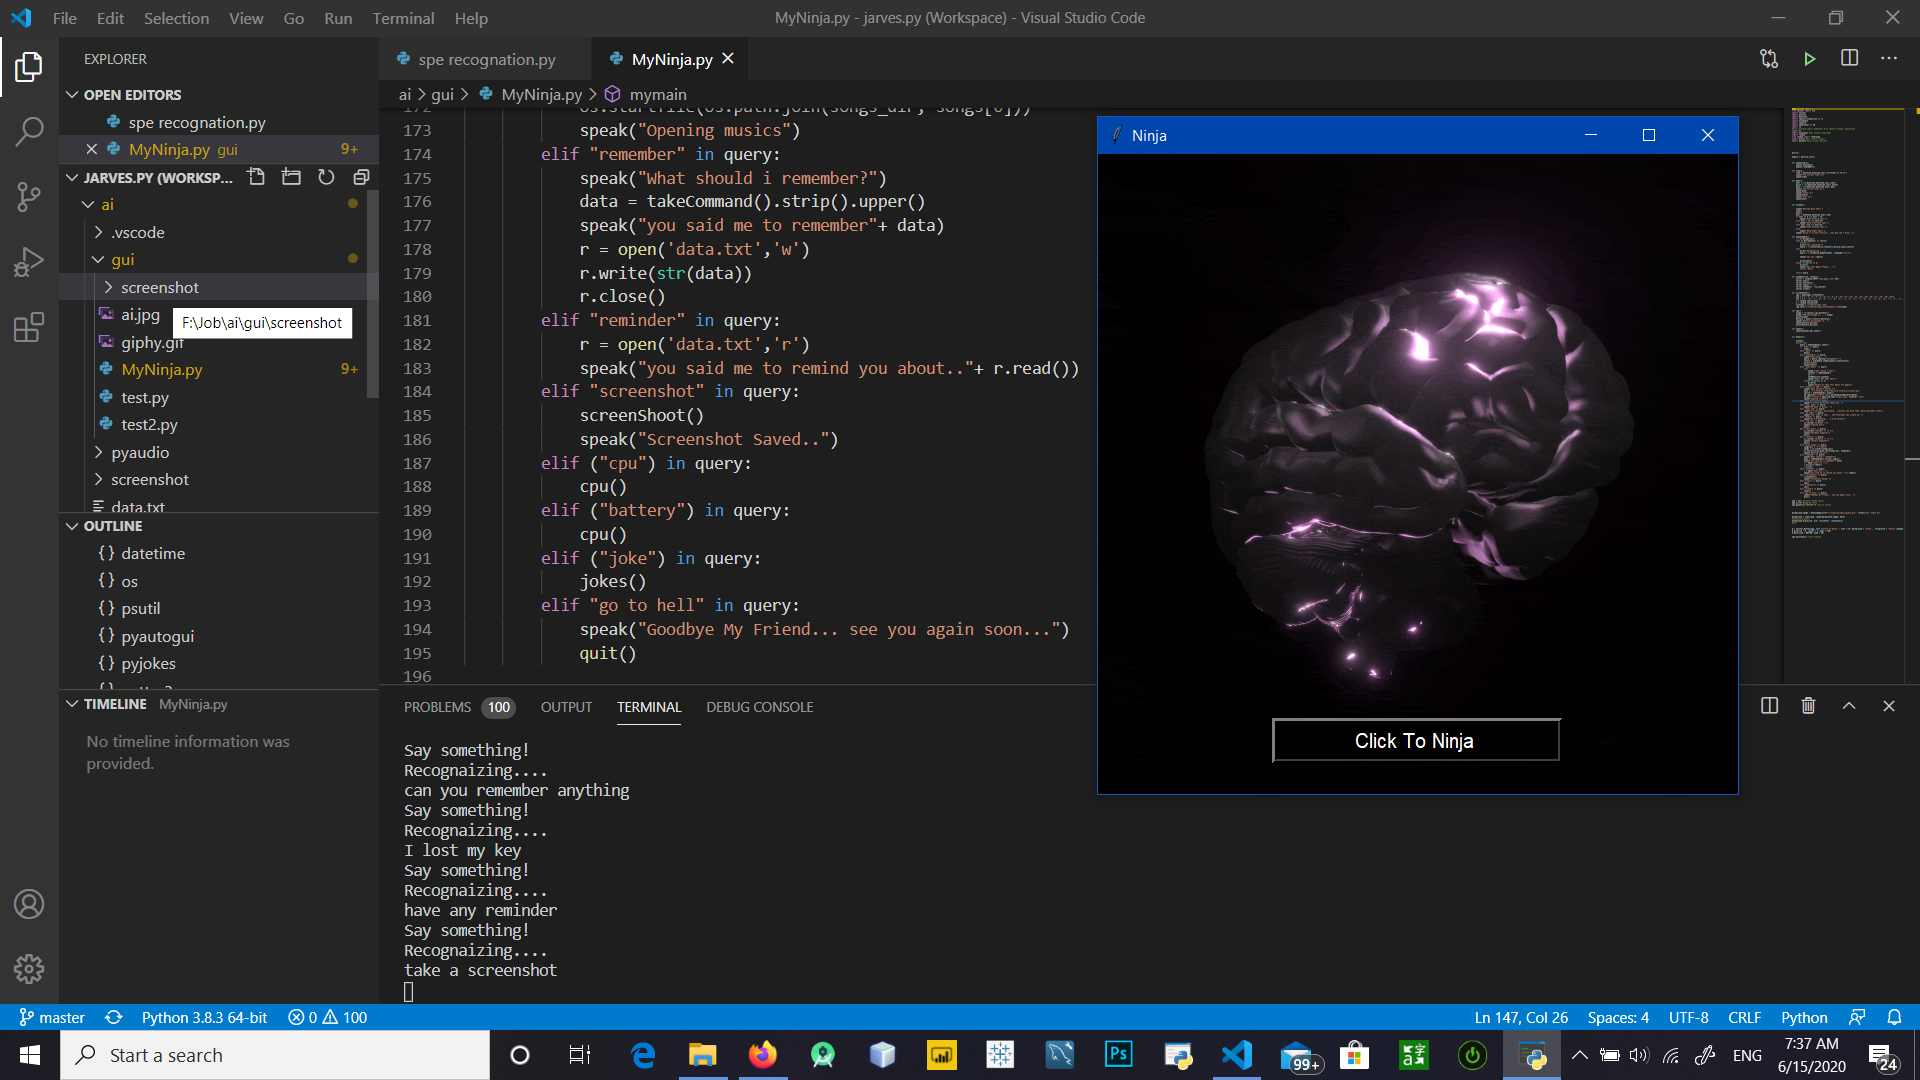 File Edit Selection View Go Run Terminal Help
MyNinja.py - jarves.py (Workspace) - Visual Studio Code
EXPLORER
OPEN EDITORS
spe recognation.py
MyNinja.py gui 9+
JARVES.PY (WORKSP...
ai
.vscode
gui
screenshot
ai.jpg
F:\Job\ai\gui\screenshot
giphy.gif
MyNinja.py 9+
test.py
test2.py
pyaudio
screenshot
data.txt
OUTLINE
{} datetime
{} os
{} psutil
{} pyautogui
{} pyjokes
TIMELINE MyNinja.py
No timeline information was
provided.
spe recognation.py MyNinja.py
ai > gui > MyNinja.py > mymain
172 os.startfile(os.path.join(songs_dir, songs[0]))
173 speak("Opening musics")
174 elif "remember" in query:
175 speak("What should i remember?")
176 data = takeCommand().strip().upper()
177 speak("you said me to remember"+ data)
178 r = open('data.txt','w')
179 r.write(str(data))
180 r.close()
181 elif "reminder" in query:
182 r = open('data.txt','r')
183 speak("you said me to remind you about.."+ r.read())
184 elif "screenshot" in query:
185 screenShoot()
186 speak("Screenshot Saved..")
187 elif ("cpu") in query:
188 cpu()
189 elif ("battery") in query:
190 cpu()
191 elif ("joke") in query:
192 jokes()
193 elif "go to hell" in query:
194 speak("Goodbye My Friend... see you again soon...")
195 quit()
196
Ninja
Click To Ninja
PROBLEMS 100 OUTPUT TERMINAL DEBUG CONSOLE
Say something!
Recognaizing....
can you remember anything
Say something!
Recognaizing....
I lost my key
Say something!
Recognaizing....
have any reminder
Say something!
Recognaizing....
take a screenshot
master Python 3.8.3 64-bit 0 100
Ln 147, Col 26 Spaces: 4 UTF-8 CRLF Python
Start a search
Ps
99+
ENG
7:37 AM
6/15/2020
24